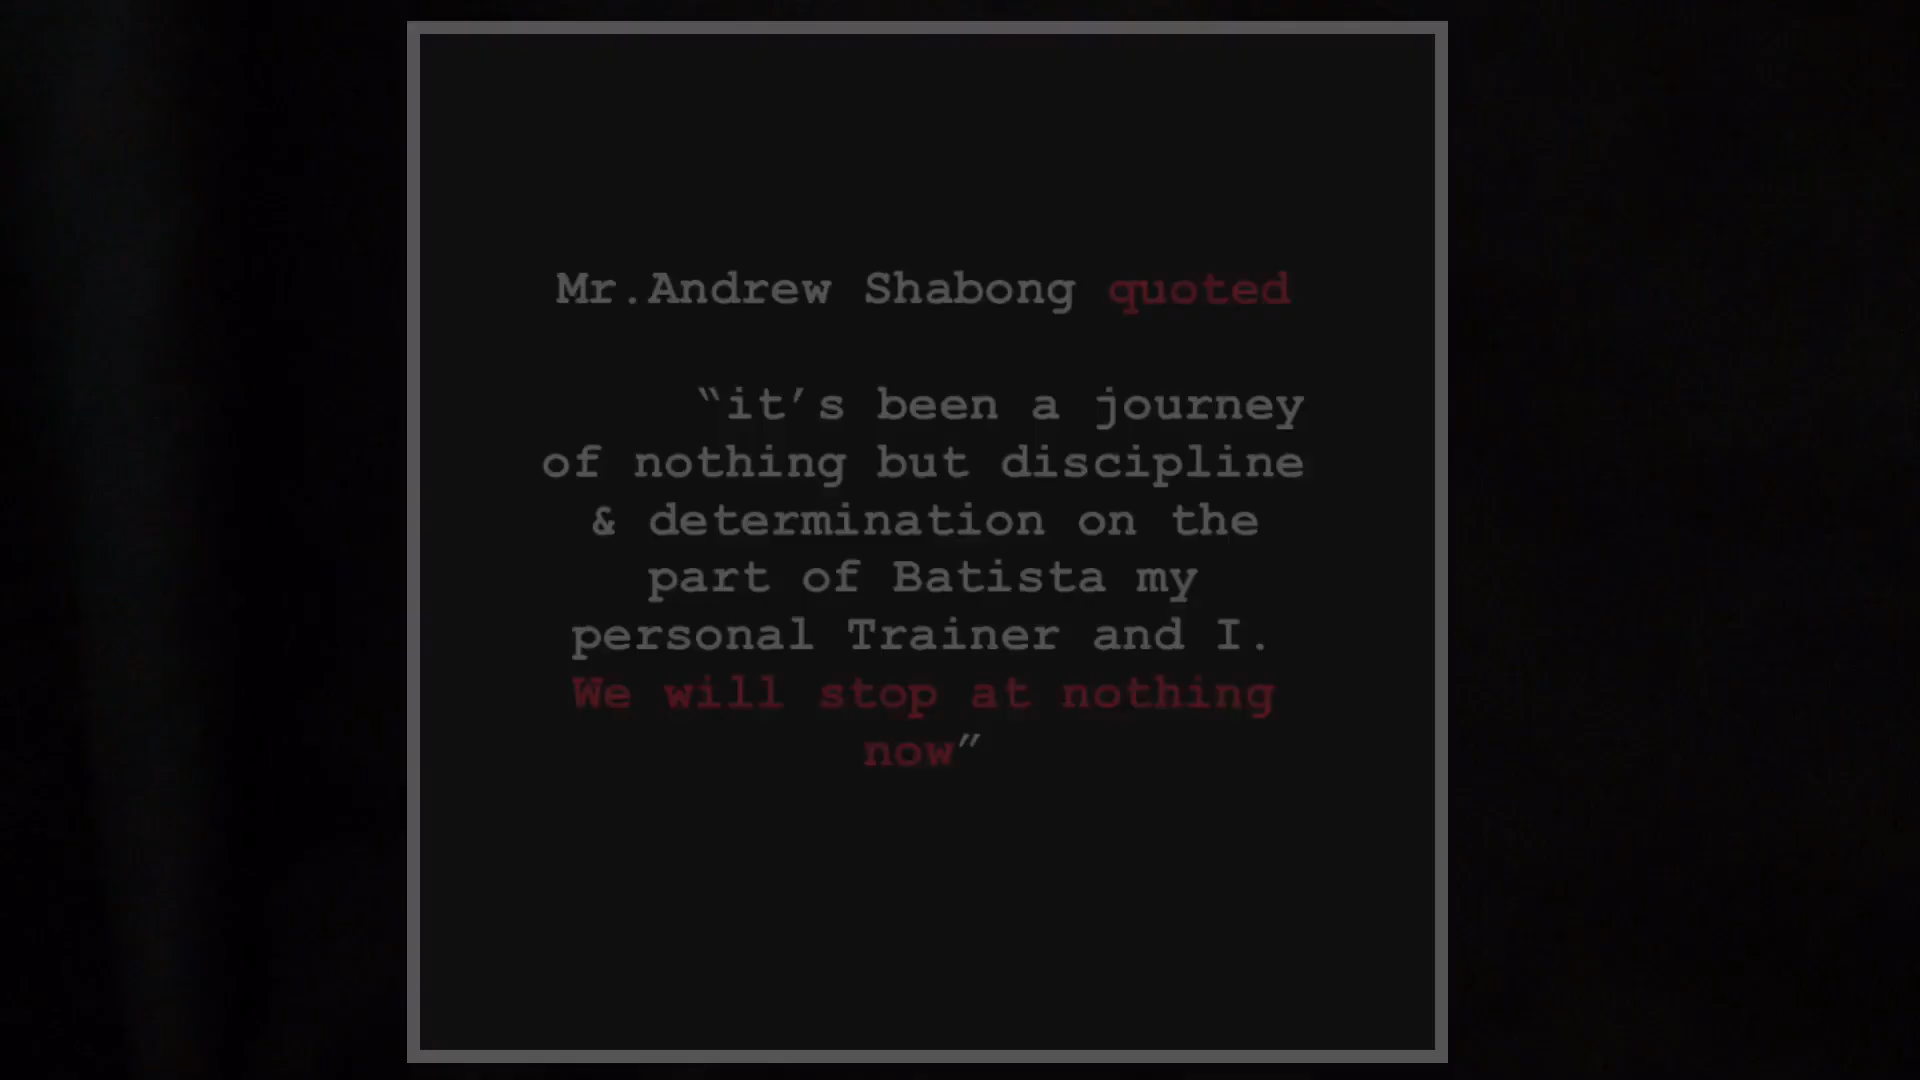 Mr.Andrew Shabong quoted
“it’s been a journey
of nothing but discipline
& determination on the
part of Batista my
personal Trainer and I.
We will stop at nothing
now”